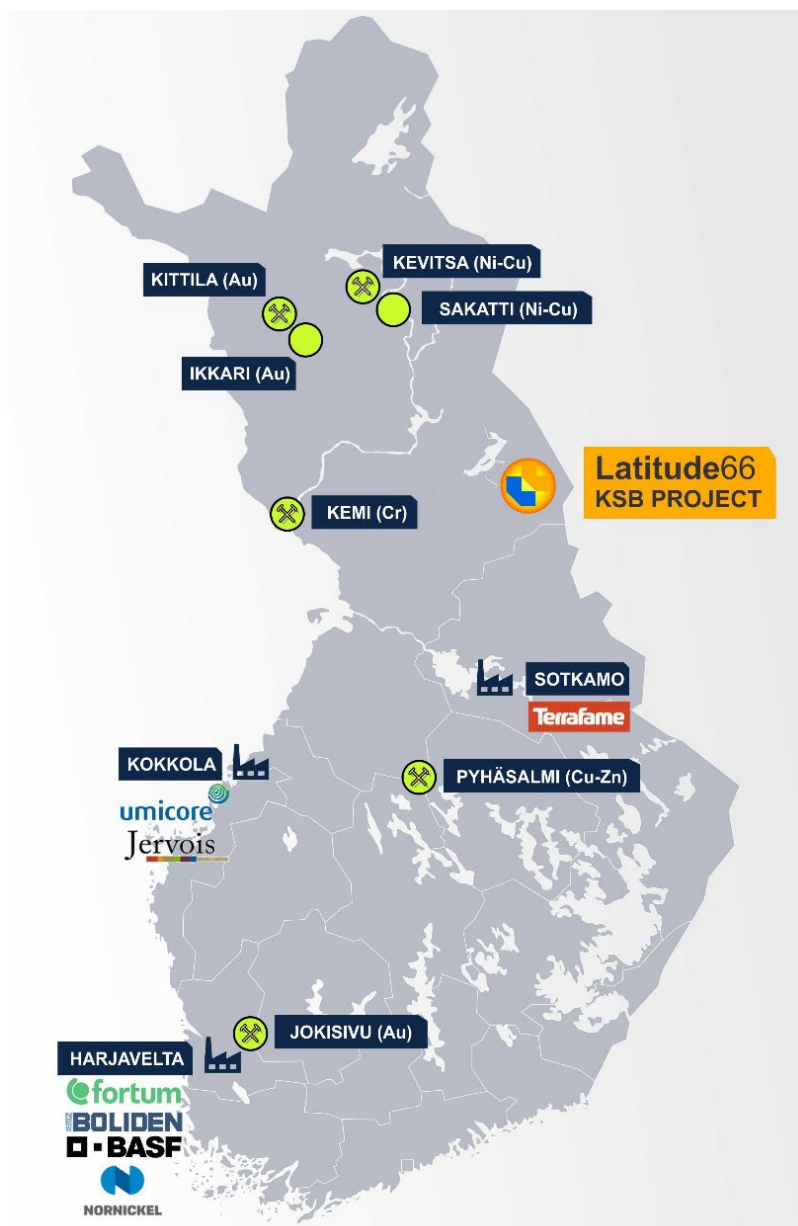 KEVITSA (Ni-Cu)
KITTILA (Au)
SAKATTI (Ni-Cu)
IKKARI (Au)
Latitude66
KSB PROJECT
KEMI (Cr)
SOTKAMO
Terrafame
KOKKOLA
PYHÄSALMI (Cu-Zn)
umicore
Jervois
JOKISIVU (Au)
HARJAVELTA
fortum
BOLIDEN
BASF
NORNICKEL